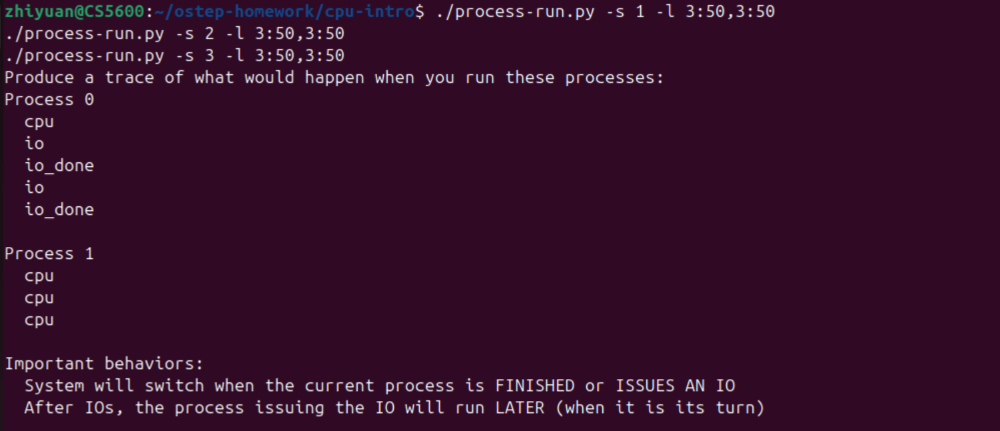 zhiyuan@CS5600:~/ostep-homework/cpu-intro$ ./process-run.py -s 1 -l 3:50,3:50
./process-run.py -s 2 -l 3:50,3:50
./process-run.py -s 3 -l 3:50,3:50
Produce a trace of what would happen when you run these processes:
Process 0
  cpu
  io
  io_done
  io
  io_done

Process 1
  cpu
  cpu
  cpu

Important behaviors:
  System will switch when the current process is FINISHED or ISSUES AN IO
  After IOs, the process issuing the IO will run LATER (when it is its turn)